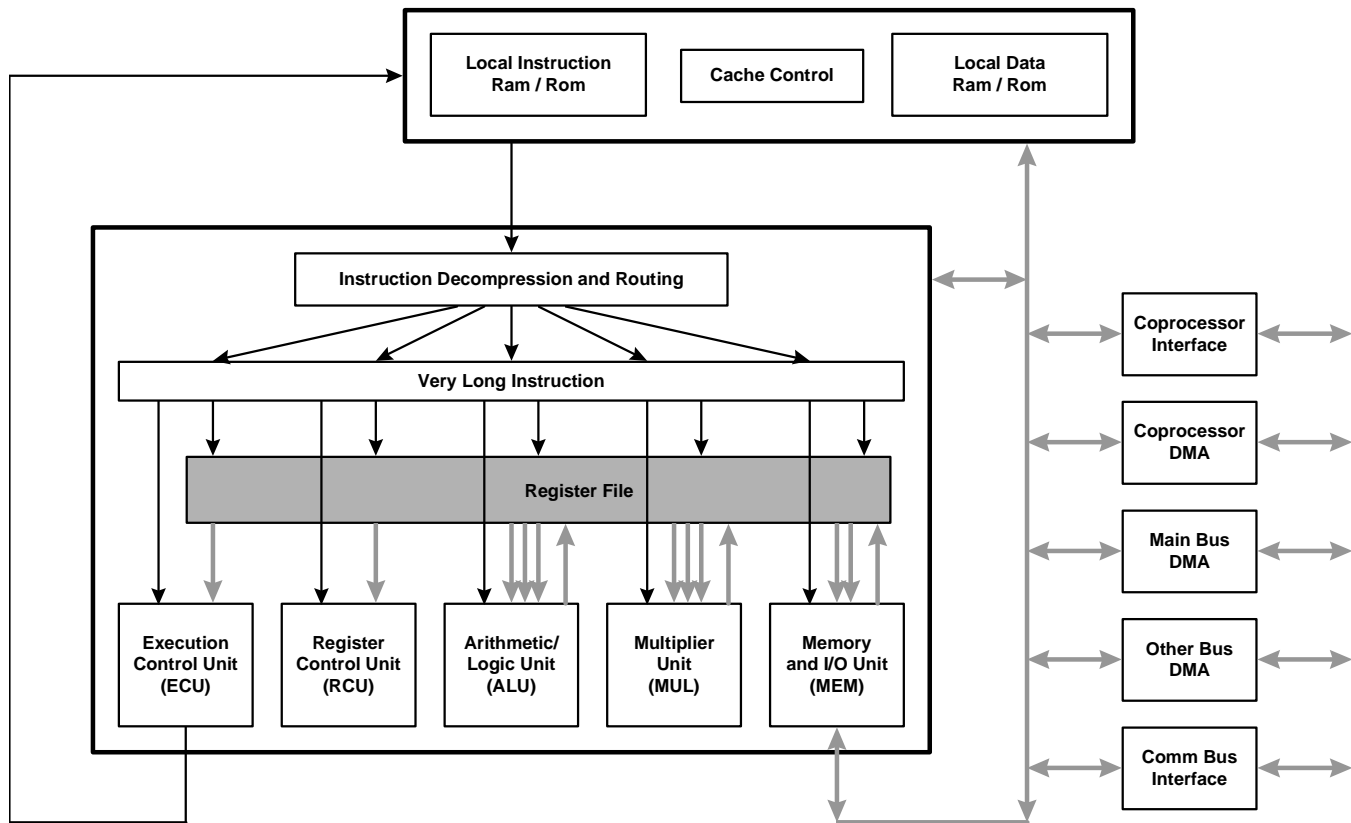 Local Instruction
Ram / Rom
Cache Control
Local Data
Ram / Rom
Instruction Decompression and Routing
Very Long Instruction
Register File
Execution
Control Unit
(ECU)
Register
Control Unit
(RCU)
Arithmetic/
Logic Unit
(ALU)
Multiplier
Unit
(MUL)
Memory
and I/O Unit
(MEM)
Coprocessor
Interface
Coprocessor
DMA
Main Bus
DMA
Other Bus
DMA
Comm Bus
Interface